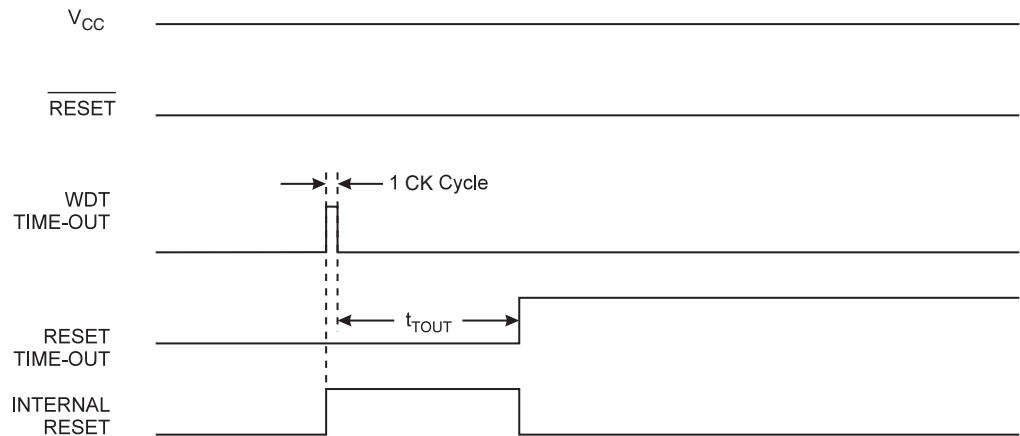 VCC
RESET
1 CK Cycle
WDT
TIME-OUT
tTOUT
RESET
TIME-OUT
INTERNAL
RESET